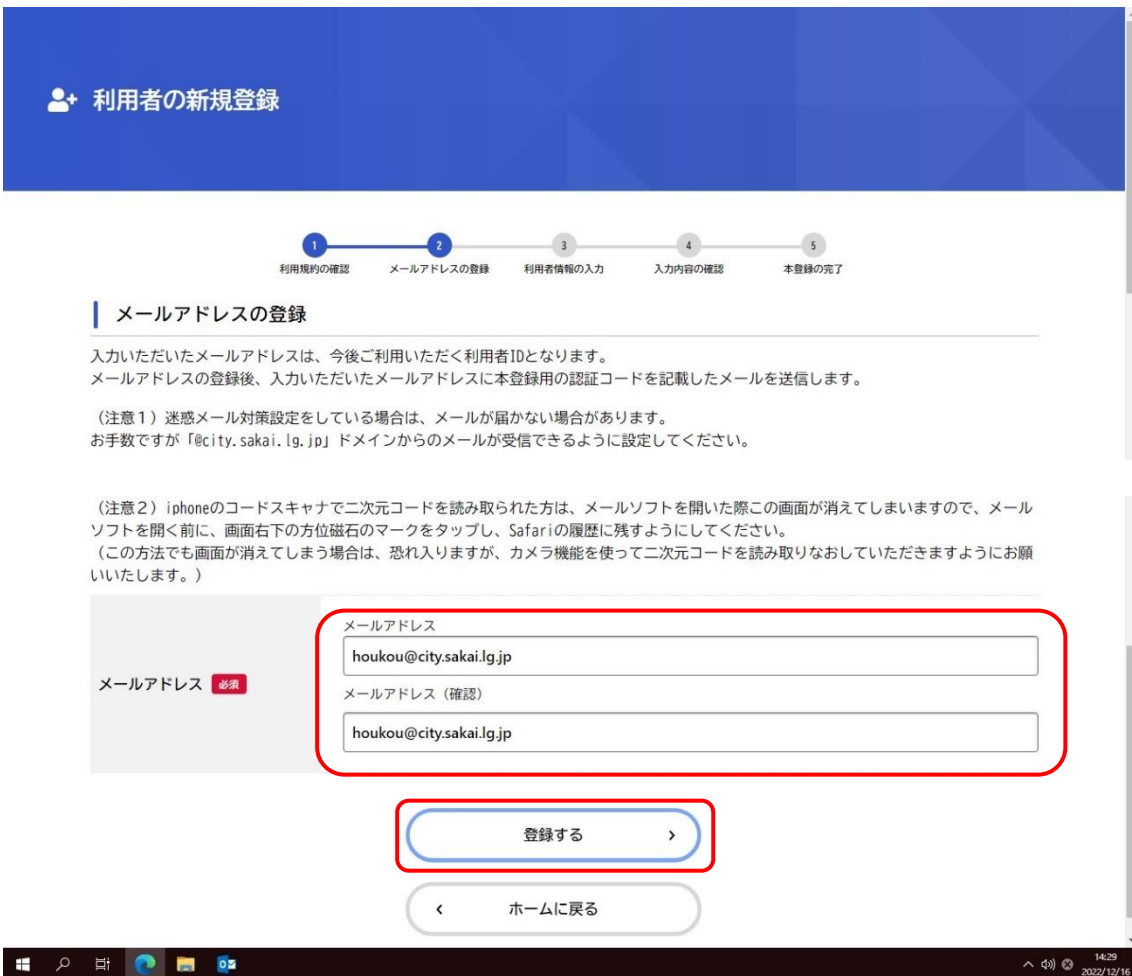 利用者の新規登録
1 2 3 4 5
利用規約の確認 メールアドレスの登録 利用者情報の入力 入力内容の確認 本登録の完了
メールアドレスの登録
入力いただいたメールアドレスは、今後ご利用いただく利用者IDとなります。
メールアドレスの登録後、入力いただいたメールアドレスに本登録用の認証コードを記載したメールを送信します。
（注意１）迷惑メール対策設定をしている場合は、メールが届かない場合があります。
お手数ですが「@city.sakai.lg.jp」ドメインからのメールが受信できるように設定してください。
（注意２）iphoneのコードスキャナで二次元コードを読み取られた方は、メールソフトを開いた際この画面が消えてしまいますので、メール
ソフトを開く前に、画面右下の方位磁石のマークをタップし、Safariの履歴に残すようにしてください。
（この方法でも画面が消えてしまう場合は、恐れ入りますが、カメラ機能を使って二次元コードを読み取りなおしていただきますようにお願
いいたします。）
メールアドレス
houkou@city.sakai.lg.jp
メールアドレス 必須
メールアドレス（確認）
houkou@city.sakai.lg.jp
登録する
ホームに戻る
14:29
2022/12/16